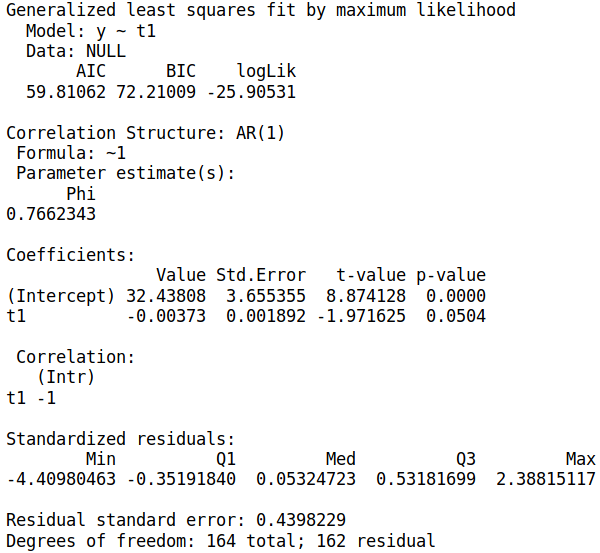 Generalized least squares fit by maximum likelihood
  Model: y ~ t1
  Data: NULL
       AIC      BIC    logLik
  59.81062 72.21009 -25.90531

Correlation Structure: AR(1)
 Formula: ~1
 Parameter estimate(s):
      Phi
0.7662343

Coefficients:
               Value Std.Error   t-value p-value
(Intercept) 32.43808  3.655355  8.874128  0.0000
t1          -0.00373  0.001892 -1.971625  0.0504

 Correlation:
   (Intr)
t1 -1

Standardized residuals:
        Min          Q1         Med          Q3         Max
-4.40980463 -0.35191840  0.05324723  0.53181699  2.38815117

Residual standard error: 0.4398229
Degrees of freedom: 164 total; 162 residual